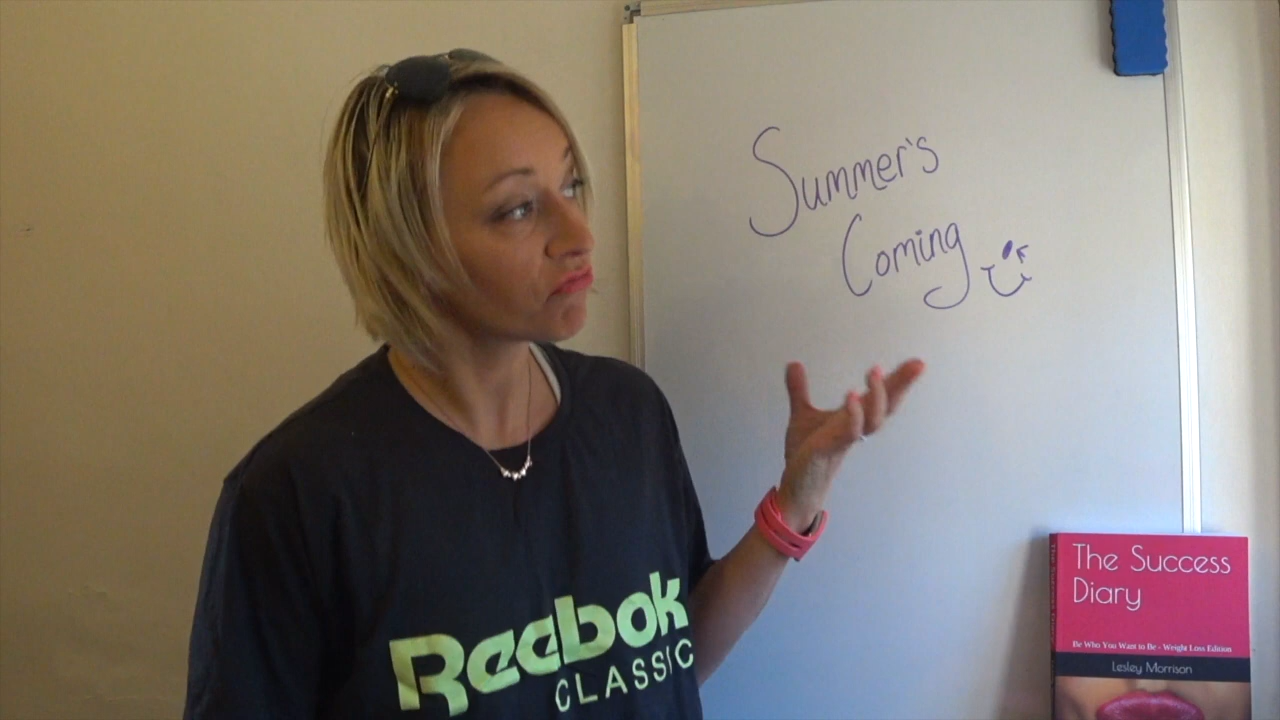 Summer's
Coming
Reebok
CLASSIC
The Success
Diary
Be Who You Want to Be - Weight Loss Edition
Lesley Morrison